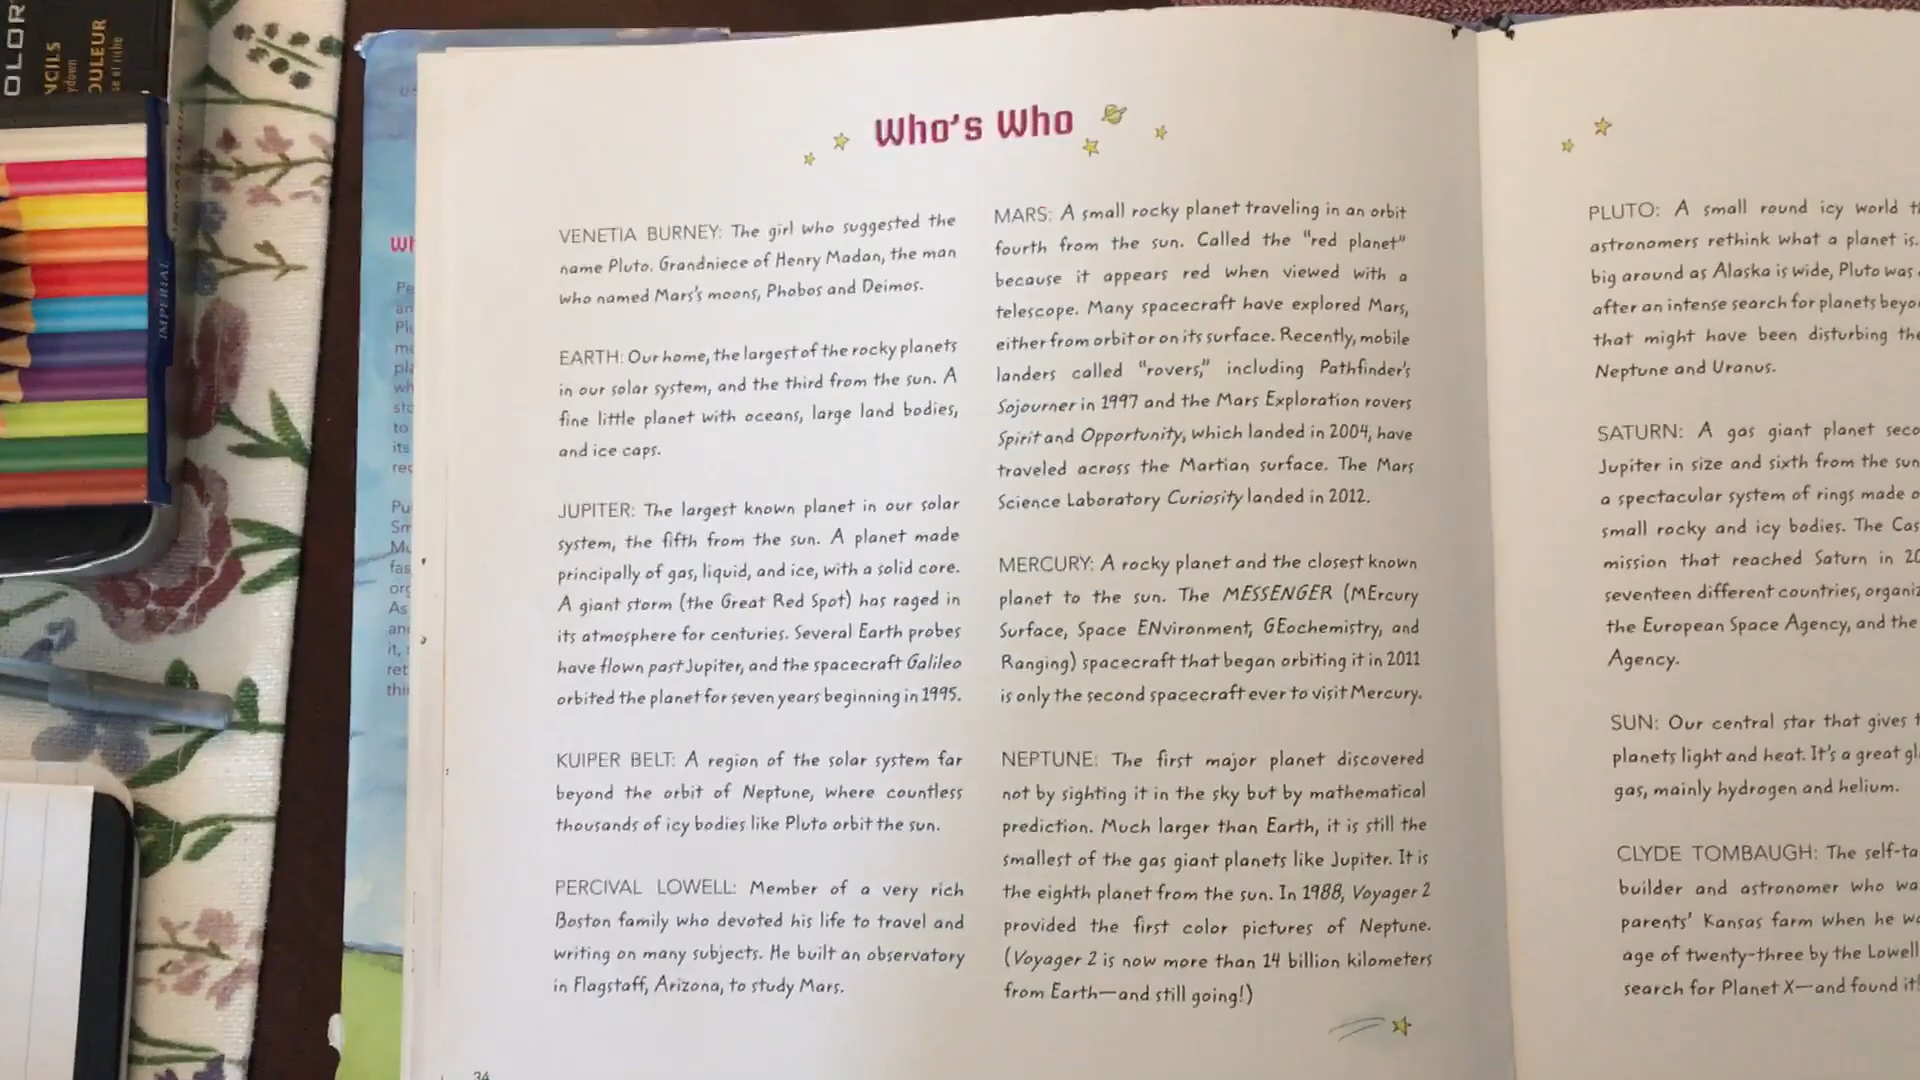 OLOR
NCILS
OULEUR
IMPERIAL
Who's Who
VENETIA BURNEY: The girl who suggested the
name Pluto. Grandniece of Henry Madan, the man
who named Mars's moons, Phobos and Deimos.
EARTH: Our home, the largest of the rocky planets
in our solar system, and the third from the sun. A
fine little planet with oceans, large land bodies,
and ice caps.
JUPITER: The largest known planet in our solar
system, the fifth from the sun. A planet made
principally of gas, liquid, and ice, with a solid core.
A giant storm (the Great Red Spot) has raged in
its atmosphere for centuries. Several Earth probes
have flown past Jupiter, and the spacecraft Galileo
orbited the planet for seven years beginning in 1995.
KUIPER BELT: A region of the solar system far
beyond the orbit of Neptune, where countless
thousands of icy bodies like Pluto orbit the sun.
PERCIVAL LOWELL: Member of a very rich
Boston family who devoted his life to travel and
writing on many subjects. He built an observatory
in Flagstaff, Arizona, to study Mars.
34
MARS: A small rocky planet traveling in an orbit
fourth from the sun. Called the "red planet"
because it appears red when viewed with a
telescope. Many spacecraft have explored Mars,
either from orbit or on its surface. Recently, mobile
landers called "rovers," including Pathfinder's
Sojourner in 1997 and the Mars Exploration rovers
Spirit and Opportunity, which landed in 2004, have
traveled across the Martian surface. The Mars
Science Laboratory Curiosity landed in 2012.
MERCURY: A rocky planet and the closest known
planet to the sun. The MESSENGER (MErcury
Surface, Space ENvironment, GEochemistry, and
Ranging) spacecraft that began orbiting it in 2011
is only the second spacecraft ever to visit Mercury.
NEPTUNE: The first major planet discovered
not by sighting it in the sky but by mathematical
prediction. Much larger than Earth, it is still the
smallest of the gas giant planets like Jupiter. It is
the eighth planet from the sun. In 1988, Voyager 2
provided the first color pictures of Neptune.
(Voyager 2 is now more than 14 billion kilometers
from Earth—and still going!)
PLUTO: A small round icy world
astronomers rethink what a planet is.
big around as Alaska is wide, Pluto was
after an intense search for planets
that might have been disturbing
Neptune and Uranus.
SATURN: A gas giant planet
Jupiter in size and sixth from the sun
a spectacular system of rings made
small rocky and icy bodies. The
mission that reached Saturn in
seventeen different countries,
the European Space Agency, and the
Agency.
SUN: Our central star that gives
planets light and heat. It's a great
gas, mainly hydrogen and helium.
CLYDE TOMBAUGH: The
builder and astronomer who
parents' Kansas farm when he
age of twenty-three by the Lowell
search for Planet X—and found it!